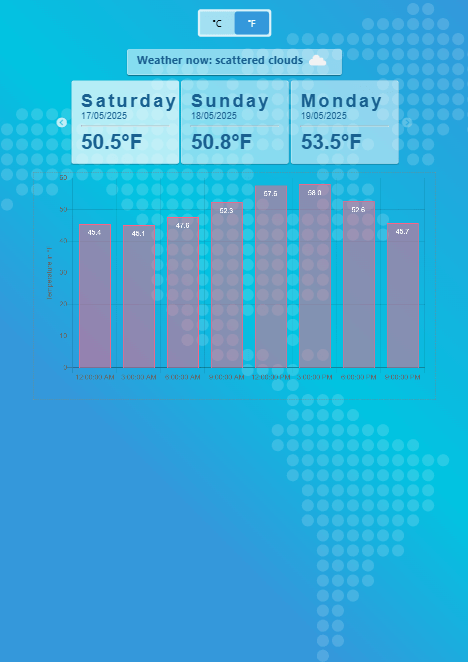 °C °F
Weather now: scattered clouds
Saturday Sunday Monday
17/05/2025 18/05/2025 19/05/2025
50.5°F 50.8°F 53.5°F
60
50
40
30
20
10
0
Temperature (°F)
45.4 45.1 47.6 52.3 57.6 58.0 52.6 45.7
12:00:00 AM 3:00:00 AM 6:00:00 AM 9:00:00 AM 12:00:00 PM 3:00:00 PM 6:00:00 PM 9:00:00 PM